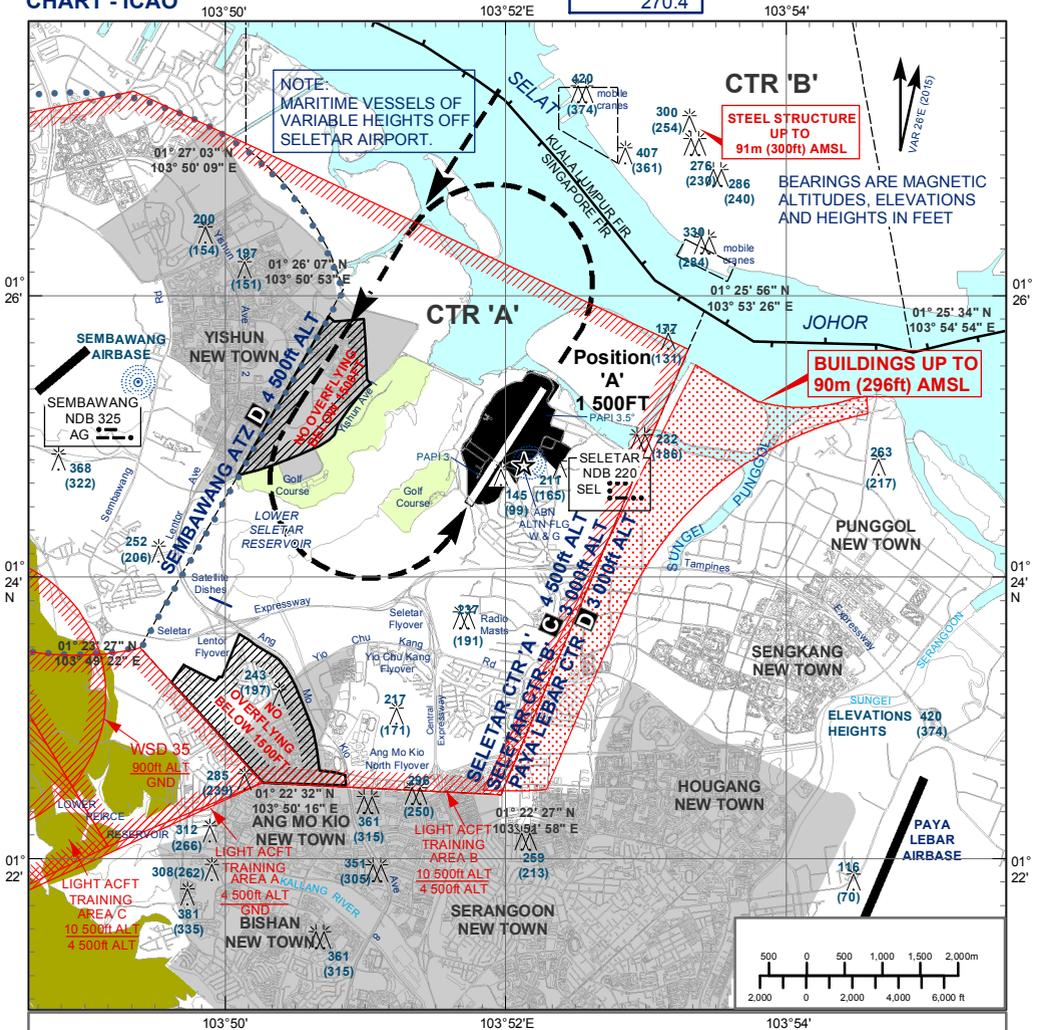 CHART - ICAO
270.4
103°50'
103°52'E
103°54'
NOTE:
MARITIME VESSELS OF
VARIABLE HEIGHTS OFF
SELETAR AIRPORT.
SELAT
420
(374)
mobile
cranes
CTR 'B'
300
(254)
STEEL STRUCTURE
UP TO
91m (300ft) AMSL
VAR 26'E (2015)
407
(361)
276
(230)
286
(240)
KUALA LUMPUR FIR
SINGAPORE FIR
BEARINGS ARE MAGNETIC
ALTITUDES, ELEVATIONS
AND HEIGHTS IN FEET
01° 27' 03" N
103° 50' 09" E
200
(154)
Yishun
197
(151)
01° 26' 07" N
103° 50' 53" E
330
(284)
mobile
cranes
01° 25' 56" N
103° 53' 26" E
01°
26'
01°
26'
Rd
Ave
2
CTR 'A'
JOHOR
01° 25' 34" N
103° 54' 54" E
SEMBAWANG
AIRBASE
YISHUN
NEW TOWN
177
(131)
Position
'A'
1 500FT
BUILDINGS UP TO
90m (296ft) AMSL
SEMBAWANG
NDB 325
AG
SEMBAWANG ATZ D 4 500ft ALT
NO OVERFLYING
BELOW 1500FT
Yishun Ave
PAPI 3.5°
PAPI 3
232
(186)
SELETAR
NDB 220
SEL
211
(165)
145
(99)
ABN
ALTN FLG
W & G
368
(322)
Sembawang
Ave
Lentor
Golf
Course
Golf
Course
LOWER
SELETAR
RESERVOIR
263
(217)
PUNGGOL
SUNGEI
PUNGGOL
NEW TOWN
252
(206)
01°
24'
N
01°
24'
N
Satellite
Dishes
Tampines
Expressway
Expressway
Seletar
Seletar
Flyover
237
(191)
Radio
Masts
Lentor
Flyover
Ang
Yio
Chu
Kang
Rd
Yio Chu Kang
Flyover
01° 23' 27" N
103° 49' 22" E
SENGKANG
NEW TOWN
SERANGOON
SUNGEI
243
(197)
NO
OVERFLYING
BELOW 1500FT
Mo
Kio
217
(171)
Central
Expressway
SELETAR CTR 'A'
SELETAR CTR 'B' C 4 500ft ALT
3 000ft ALT
PAYA LEBAR CTR D 3 000ft ALT
ELEVATIONS 420
HEIGHTS (374)
WSD 35
900ft ALT
GND
Ang Mo Kio
North Flyover
285
(239)
296
(250)
HOUGANG
NEW TOWN
LOWER
PEIRCE
RESERVOIR
01° 22' 32" N
103° 50' 16" E
ANG MO KIO
NEW TOWN
361
(315)
01° 22' 27" N
103° 51' 58" E
312
(266)
LIGHT ACFT
TRAINING
AREA B
10 500ft ALT
4 500ft ALT
PAYA
LEBAR
AIRBASE
259
(213)
01°
22'
01°
22'
308(262)
LIGHT ACFT
TRAINING
AREA A
4 500ft ALT
GND
351
(305)
Ave
116
(70)
LIGHT ACFT
TRAINING
AREA C
10 500ft ALT
4 500ft ALT
381
(335)
KALLANG RIVER
BISHAN
NEW TOWN
8
SERANGOON
NEW TOWN
361
(315)
500 0 500 1,000 1,500 2,000m
2,000 0 2,000 4,000 6,000 ft
103°50'
103°52'E
103°54'